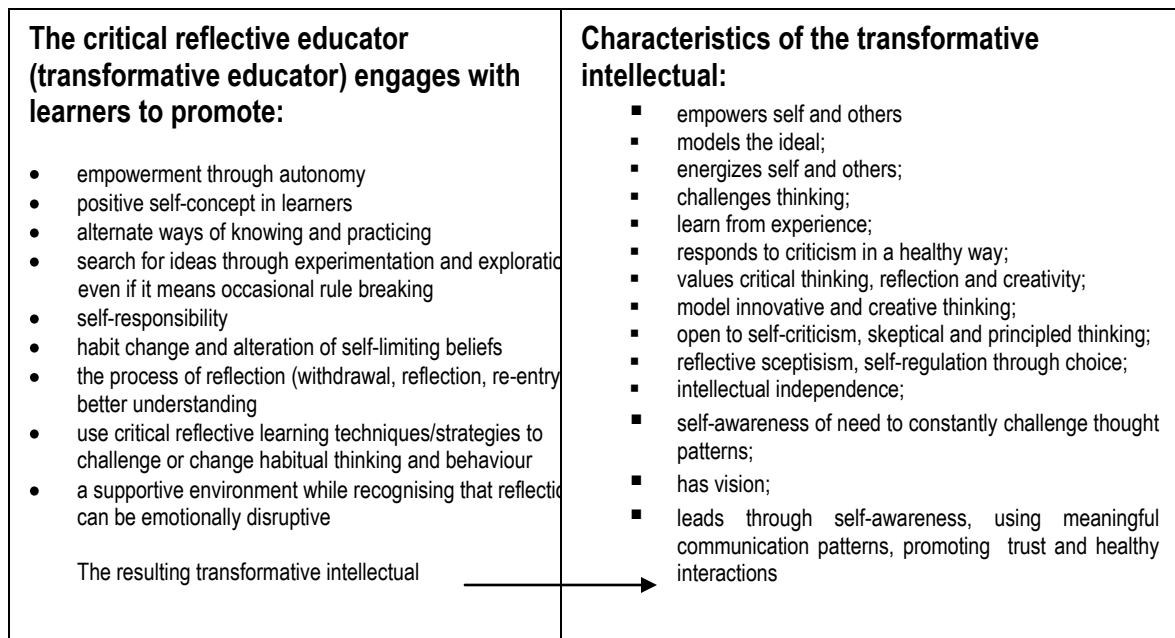 The critical reflective educator
(transformative educator) engages with
learners to promote:
• empowerment through autonomy
• positive self-concept in learners
• alternate ways of knowing and practicing
• search for ideas through experimentation and exploratio
even if it means occasional rule breaking
• self-responsibility
• habit change and alteration of self-limiting beliefs
• the process of reflection (withdrawal, reflection, re-entry
better understanding
• use critical reflective learning techniques/strategies to
challenge or change habitual thinking and behaviour
• a supportive environment while recognising that reflectio
can be emotionally disruptive
The resulting transformative intellectual
Characteristics of the transformative
intellectual:
▪ empowers self and others
▪ models the ideal;
▪ energizes self and others;
▪ challenges thinking;
▪ learn from experience;
▪ responds to criticism in a healthy way;
▪ values critical thinking, reflection and creativity;
▪ model innovative and creative thinking;
▪ open to self-criticism, skeptical and principled thinking;
▪ reflective sceptisism, self-regulation through choice;
▪ intellectual independence;
▪ self-awareness of need to constantly challenge thought
patterns;
▪ has vision;
▪ leads through self-awareness, using meaningful
communication patterns, promoting trust and healthy
interactions